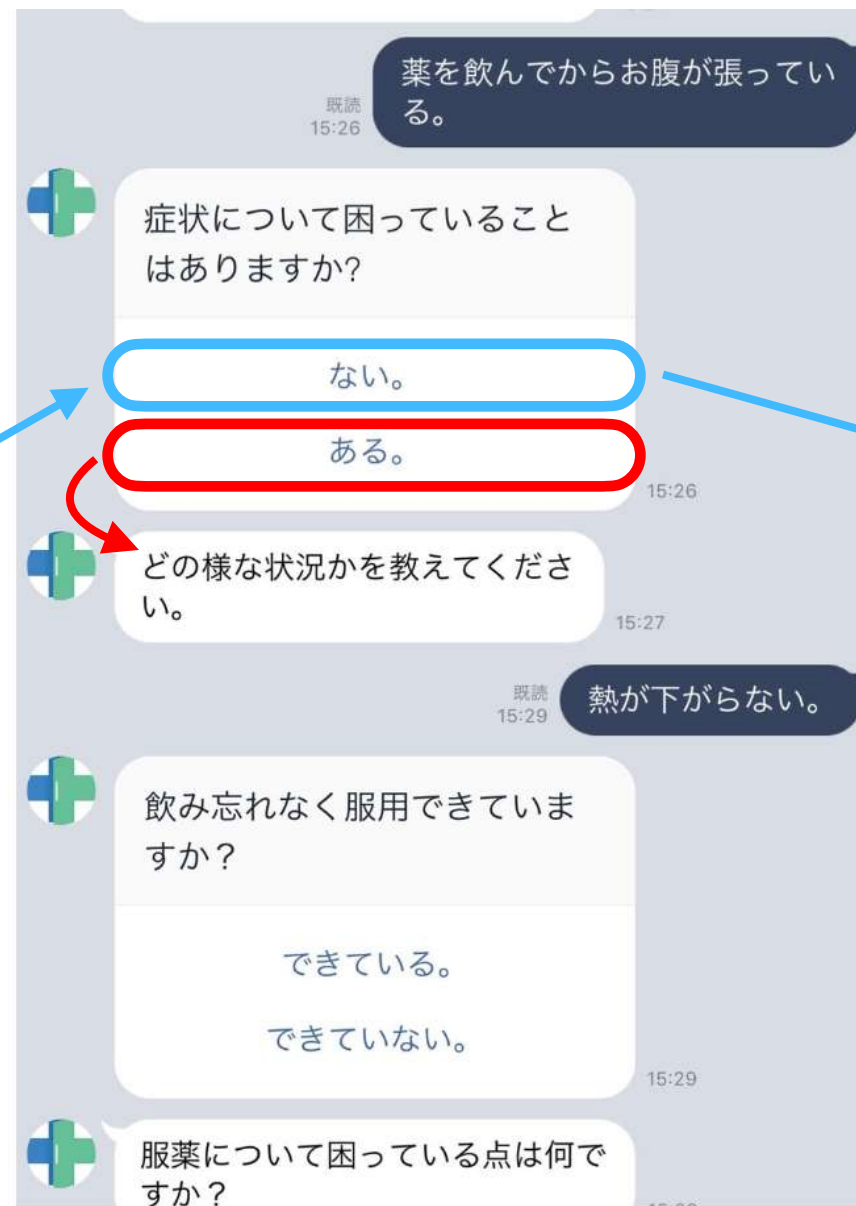 薬を飲んでからお腹が張ってい
る。
既読
15:26
症状について困っていること
はありますか?
ない。
ある。
15:26
どの様な状況かを教えてくださ
い。
15:27
既読
15:29
熱が下がらない。
飲み忘れなく服用できていま
すか？
できている。
できていない。
15:29
服薬について困っている点は何で
すか？